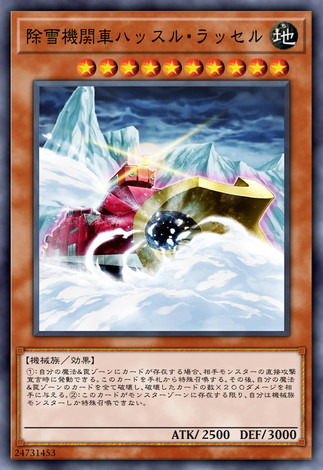 除雪機関車ハッスル・ラッセル
地
【機械族／効果】
①:自分の魔法&罠ゾーンにカードが存在する場合、相手モンスターの直接攻撃
宣言時に発動できる。このカードを手札から特殊召喚する。その後、自分の魔法
&罠ゾーンのカードを全て破壊し、破壊したカードの数×200ダメージを相
手に与える。②:このカードがモンスターゾーンに存在する限り、自分は機械族
モンスターしか特殊召喚できない。
ATK/ 2500 DEF/3000
24731453